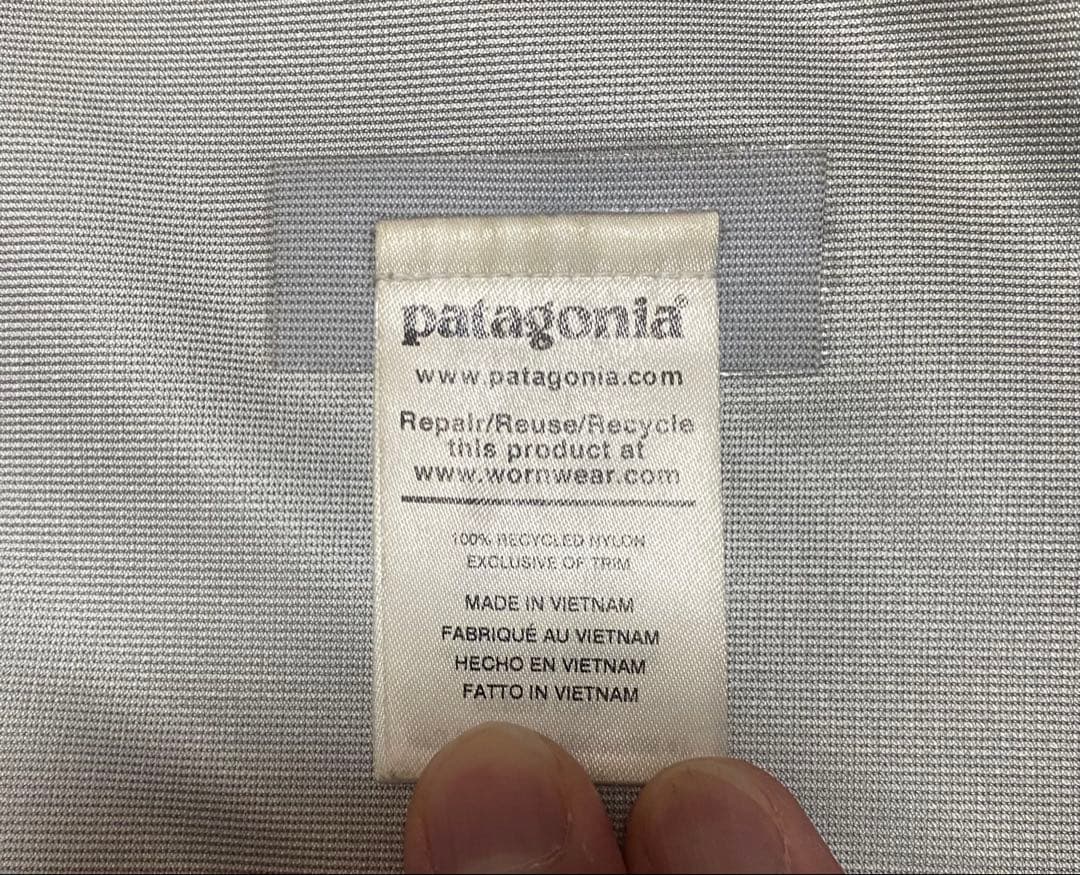 patagonia®
www.patagonia.com
Repair/Reuse/Recycle
this product at
www.wornwear.com
100% RECYCLED NYLON
EXCLUSIVE OF TRIM
MADE IN VIETNAM
FABRIQUÉ AU VIETNAM
HECHO EN VIETNAM
FATTO IN VIETNAM